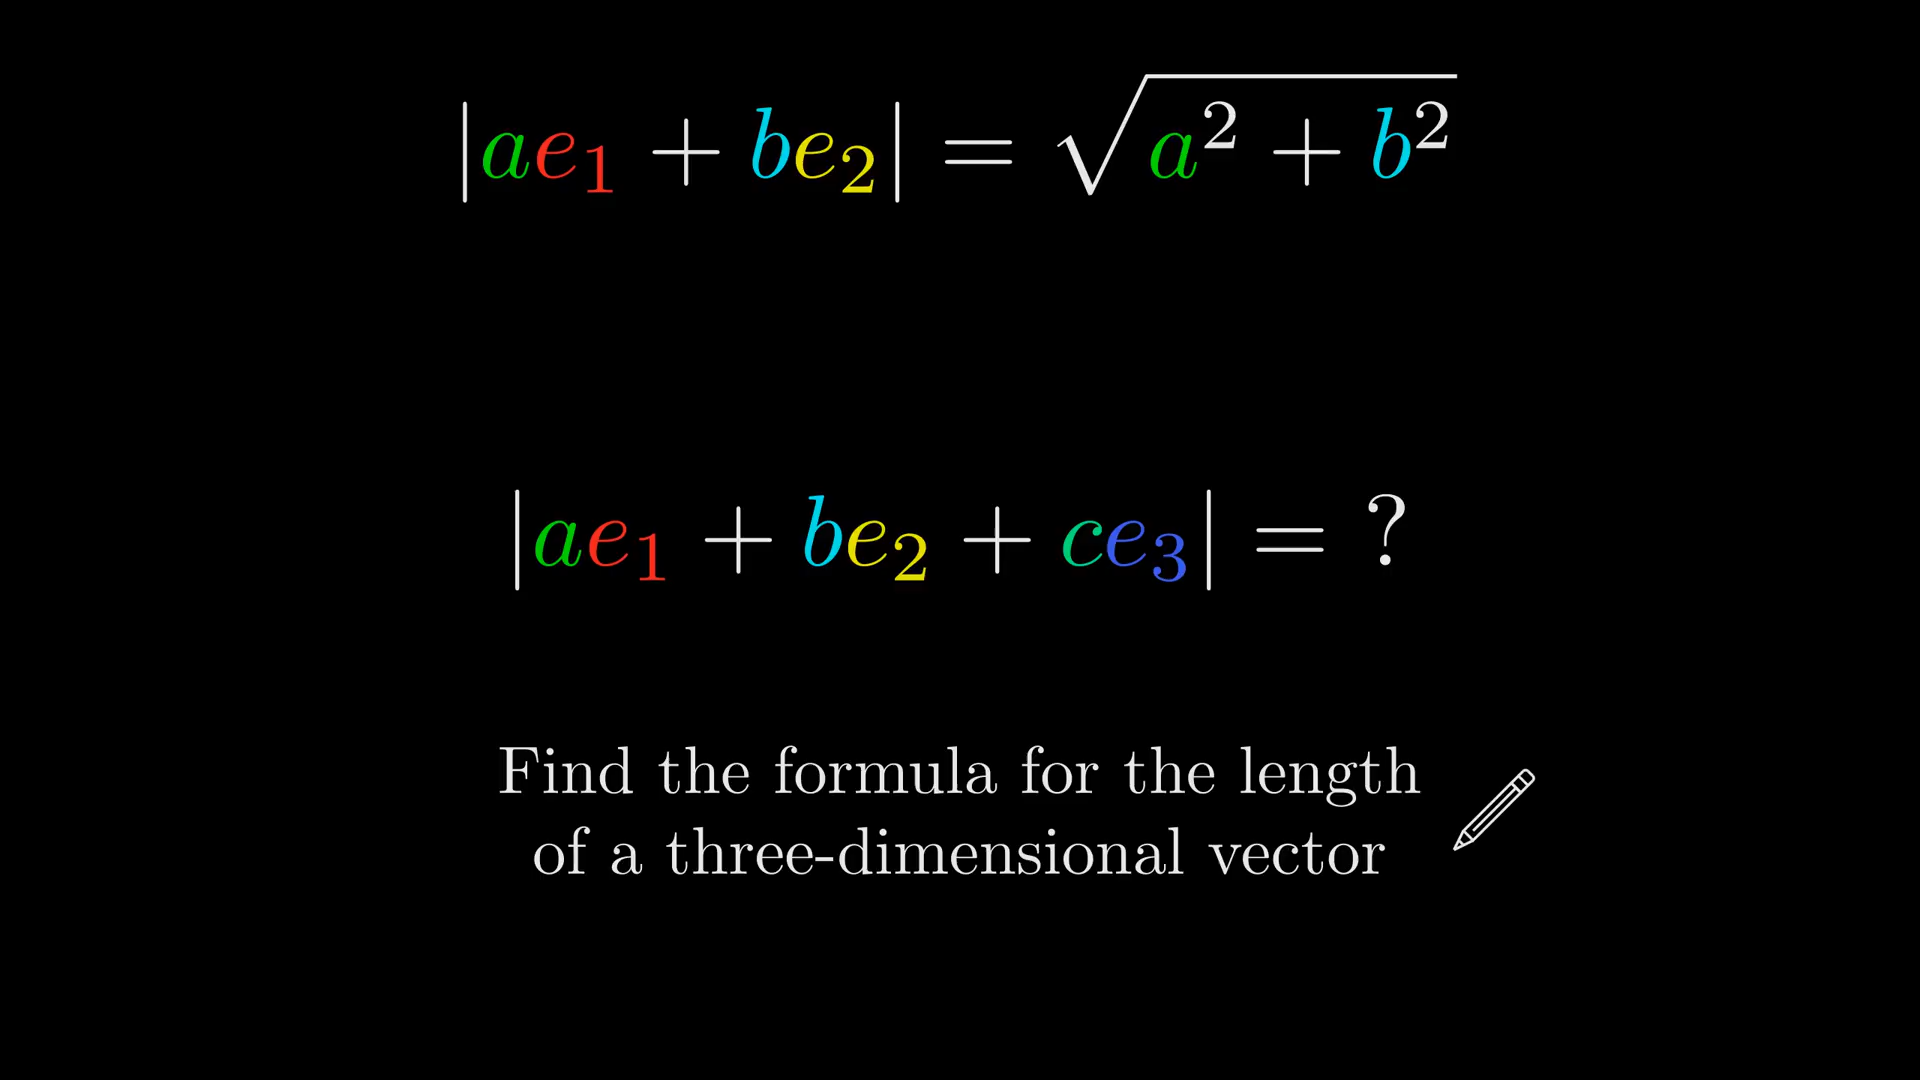 |ae₁ + be₂| = √(a² + b²)
|ae₁ + be₂ + ce₃| = ?
Find the formula for the length
of a three-dimensional vector